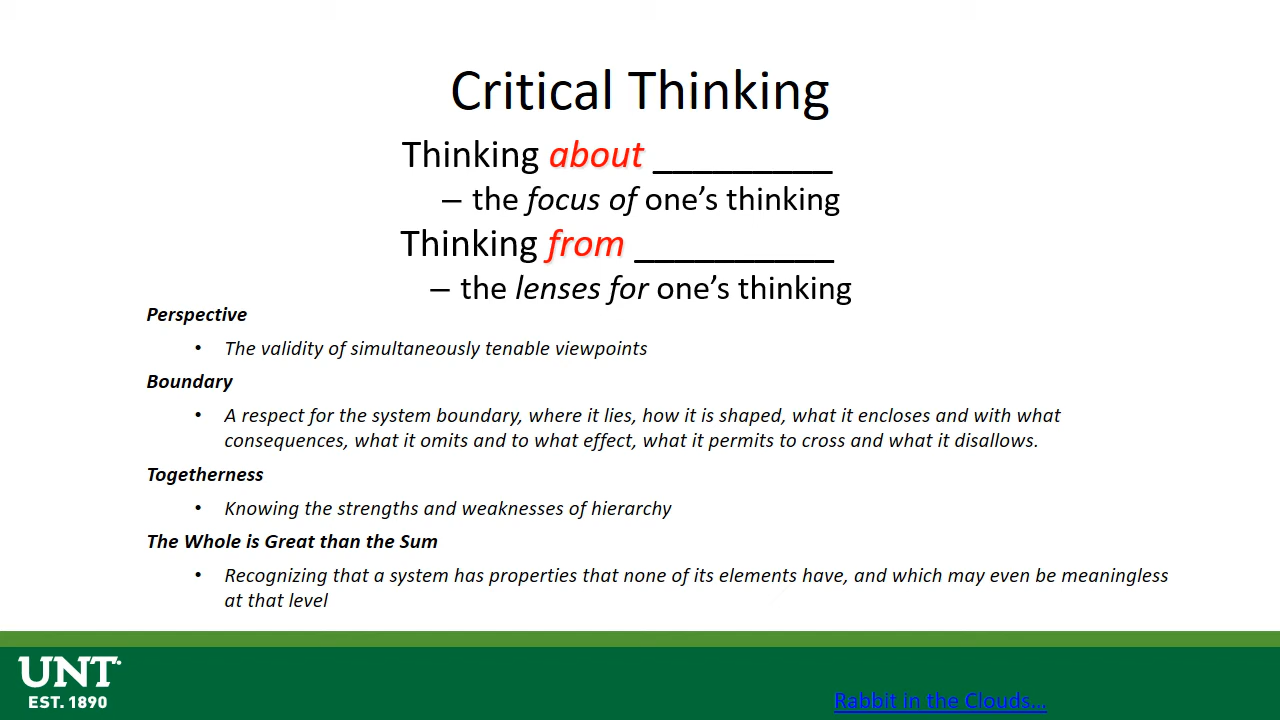 Critical Thinking
Thinking about _________
– the focus of one's thinking
Thinking from __________
– the lenses for one's thinking
Perspective
• The validity of simultaneously tenable viewpoints
Boundary
• A respect for the system boundary, where it lies, how it is shaped, what it encloses and with what
consequences, what it omits and to what effect, what it permits to cross and what it disallows.
Togetherness
• Knowing the strengths and weaknesses of hierarchy
The Whole is Great than the Sum
• Recognizing that a system has properties that none of its elements have, and which may even be meaningless
at that level
UNT
EST. 1890
Rabbit in the Clouds...